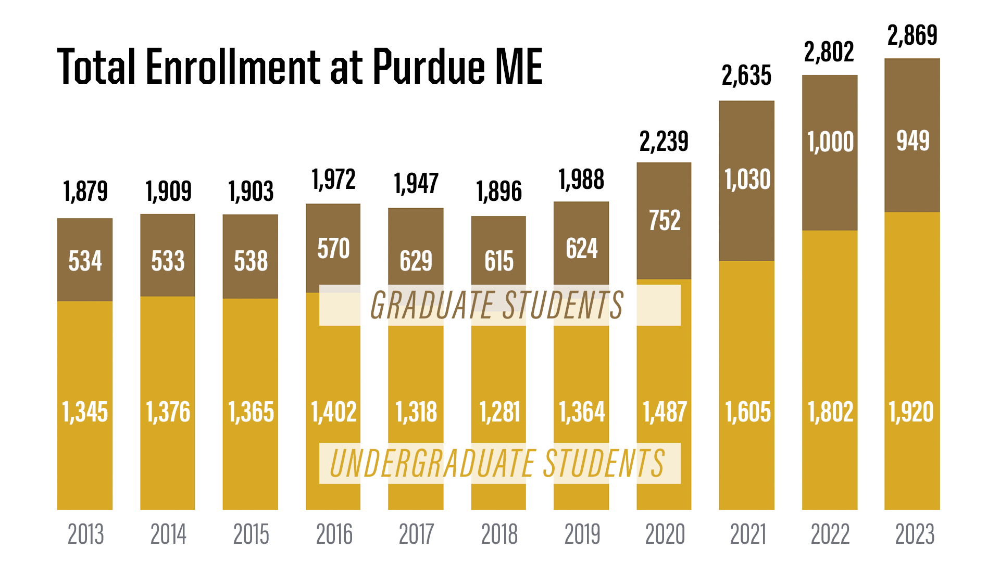 Total Enrollment at Purdue ME
1,879 1,909 1,903 1,972 1,947 1,896 1,988 2,239 2,635 2,802 2,869
534 533 538 570 629 615 624 752 1,030 1,000 949
GRADUATE STUDENTS
1,345 1,376 1,365 1,402 1,318 1,281 1,364 1,487 1,605 1,802 1,920
UNDERGRADUATE STUDENTS
2013 2014 2015 2016 2017 2018 2019 2020 2021 2022 2023